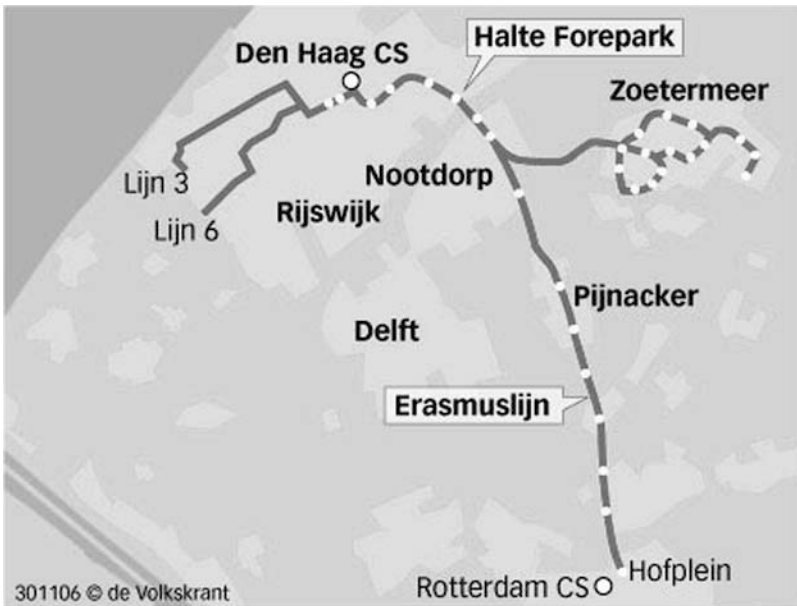 Halte Forepark
Den Haag CS
Zoetermeer
Lijn 3
Nootdorp
Rijswijk
Lijn 6
Pijnacker
Delft
Erasmuslijn
Hofplein
Rotterdam CS
301106 © de Volkskrant